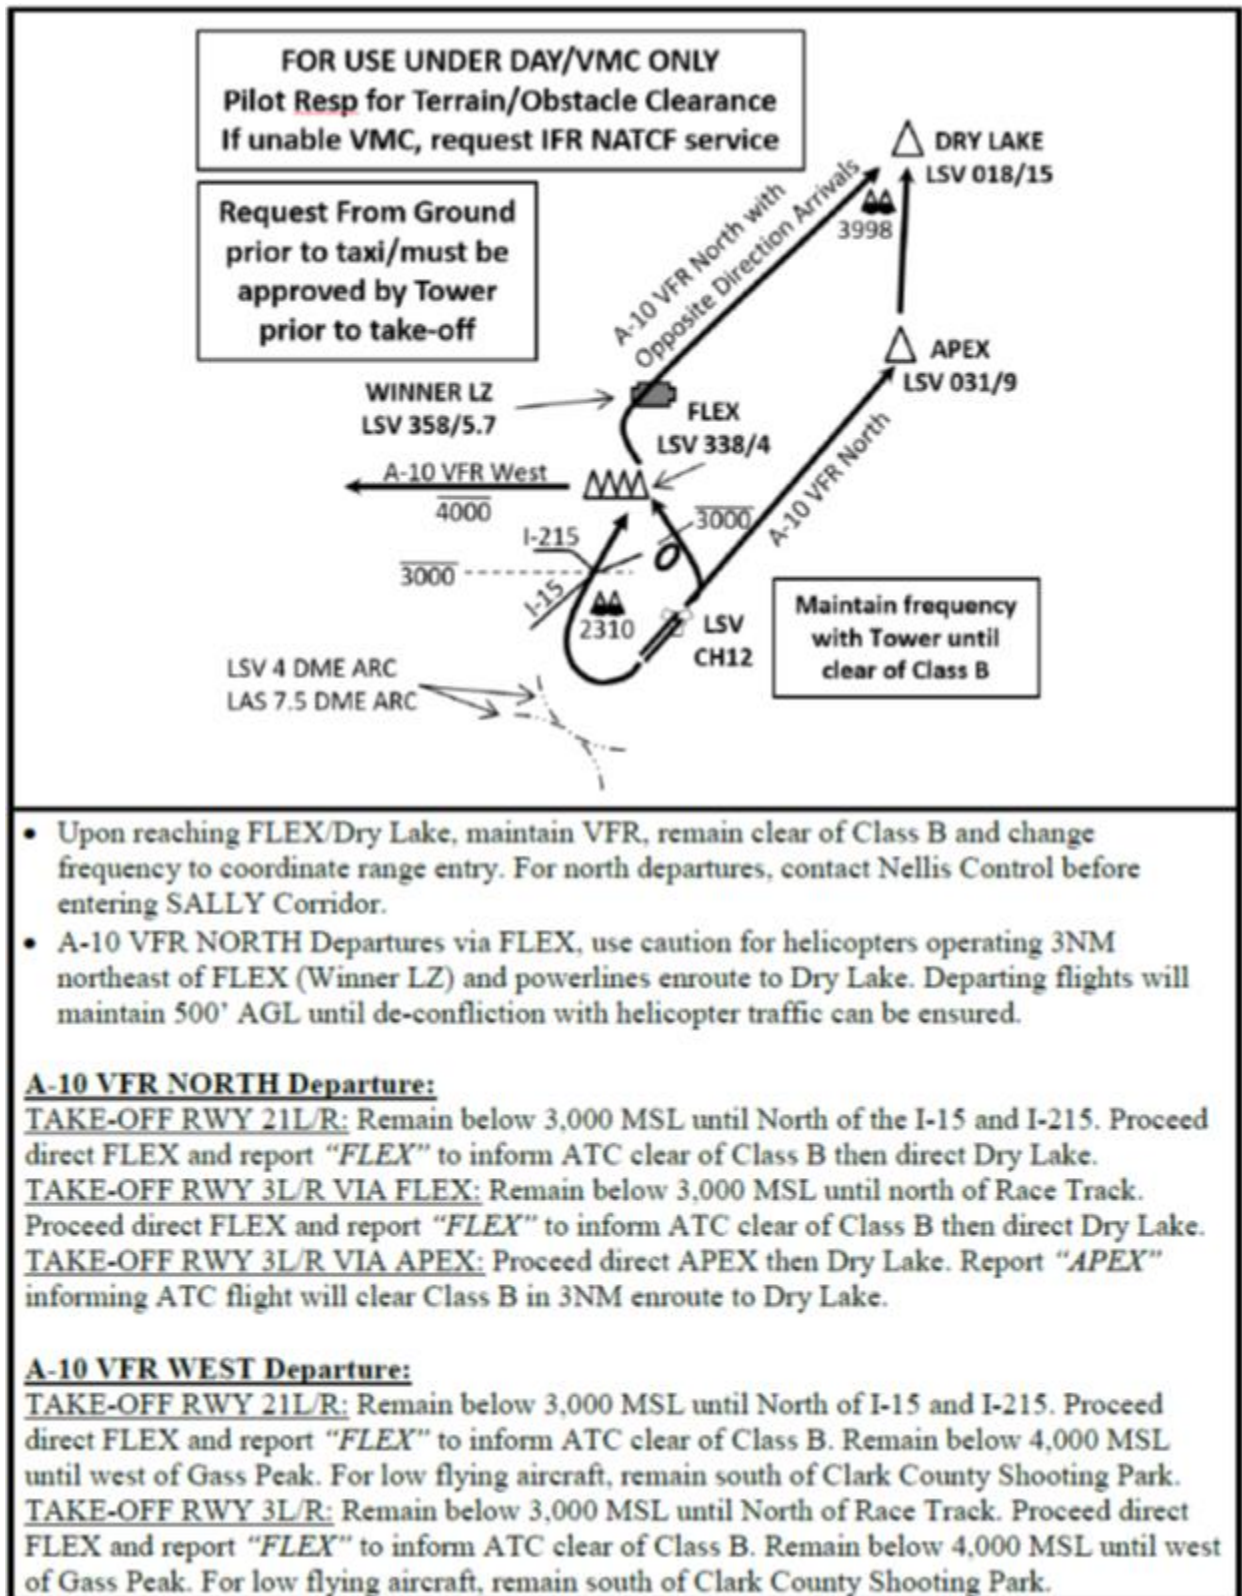 FOR USE UNDER DAY/VMC ONLY
Pilot Resp for Terrain/Obstacle Clearance
If unable VMC, request IFR NATCF service
Request From Ground
prior to taxi/must be
approved by Tower
prior to take-off
DRY LAKE
LSV 018/15
3998
A-10 VFR North with
Opposite Direction Arrivals
APEX
LSV 031/9
WINNER LZ
LSV 358/5.7
FLEX
LSV 338/4
A-10 VFR West
4000
A-10 VFR North
3000
I-215
3000
I-15
2310
LSV
CH12
Maintain frequency
with Tower until
clear of Class B
LSV 4 DME ARC
LAS 7.5 DME ARC
• Upon reaching FLEX/Dry Lake, maintain VFR, remain clear of Class B and change
frequency to coordinate range entry. For north departures, contact Nellis Control before
entering SALLY Corridor.
• A-10 VFR NORTH Departures via FLEX, use caution for helicopters operating 3NM
northeast of FLEX (Winner LZ) and powerlines enroute to Dry Lake. Departing flights will
maintain 500’ AGL until de-confliction with helicopter traffic can be ensured.
A-10 VFR NORTH Departure:
TAKE-OFF RWY 21L/R: Remain below 3,000 MSL until North of the I-15 and I-215. Proceed
direct FLEX and report “FLEX” to inform ATC clear of Class B then direct Dry Lake.
TAKE-OFF RWY 3L/R VIA FLEX: Remain below 3,000 MSL until north of Race Track.
Proceed direct FLEX and report “FLEX” to inform ATC clear of Class B then direct Dry Lake.
TAKE-OFF RWY 3L/R VIA APEX: Proceed direct APEX then Dry Lake. Report “APEX”
informing ATC flight will clear Class B in 3NM enroute to Dry Lake.
A-10 VFR WEST Departure:
TAKE-OFF RWY 21L/R: Remain below 3,000 MSL until North of I-15 and I-215. Proceed
direct FLEX and report “FLEX” to inform ATC clear of Class B. Remain below 4,000 MSL
until west of Gass Peak. For low flying aircraft, remain south of Clark County Shooting Park.
TAKE-OFF RWY 3L/R: Remain below 3,000 MSL until North of Race Track. Proceed direct
FLEX and report “FLEX” to inform ATC clear of Class B. Remain below 4,000 MSL until west
of Gass Peak. For low flying aircraft, remain south of Clark County Shooting Park.